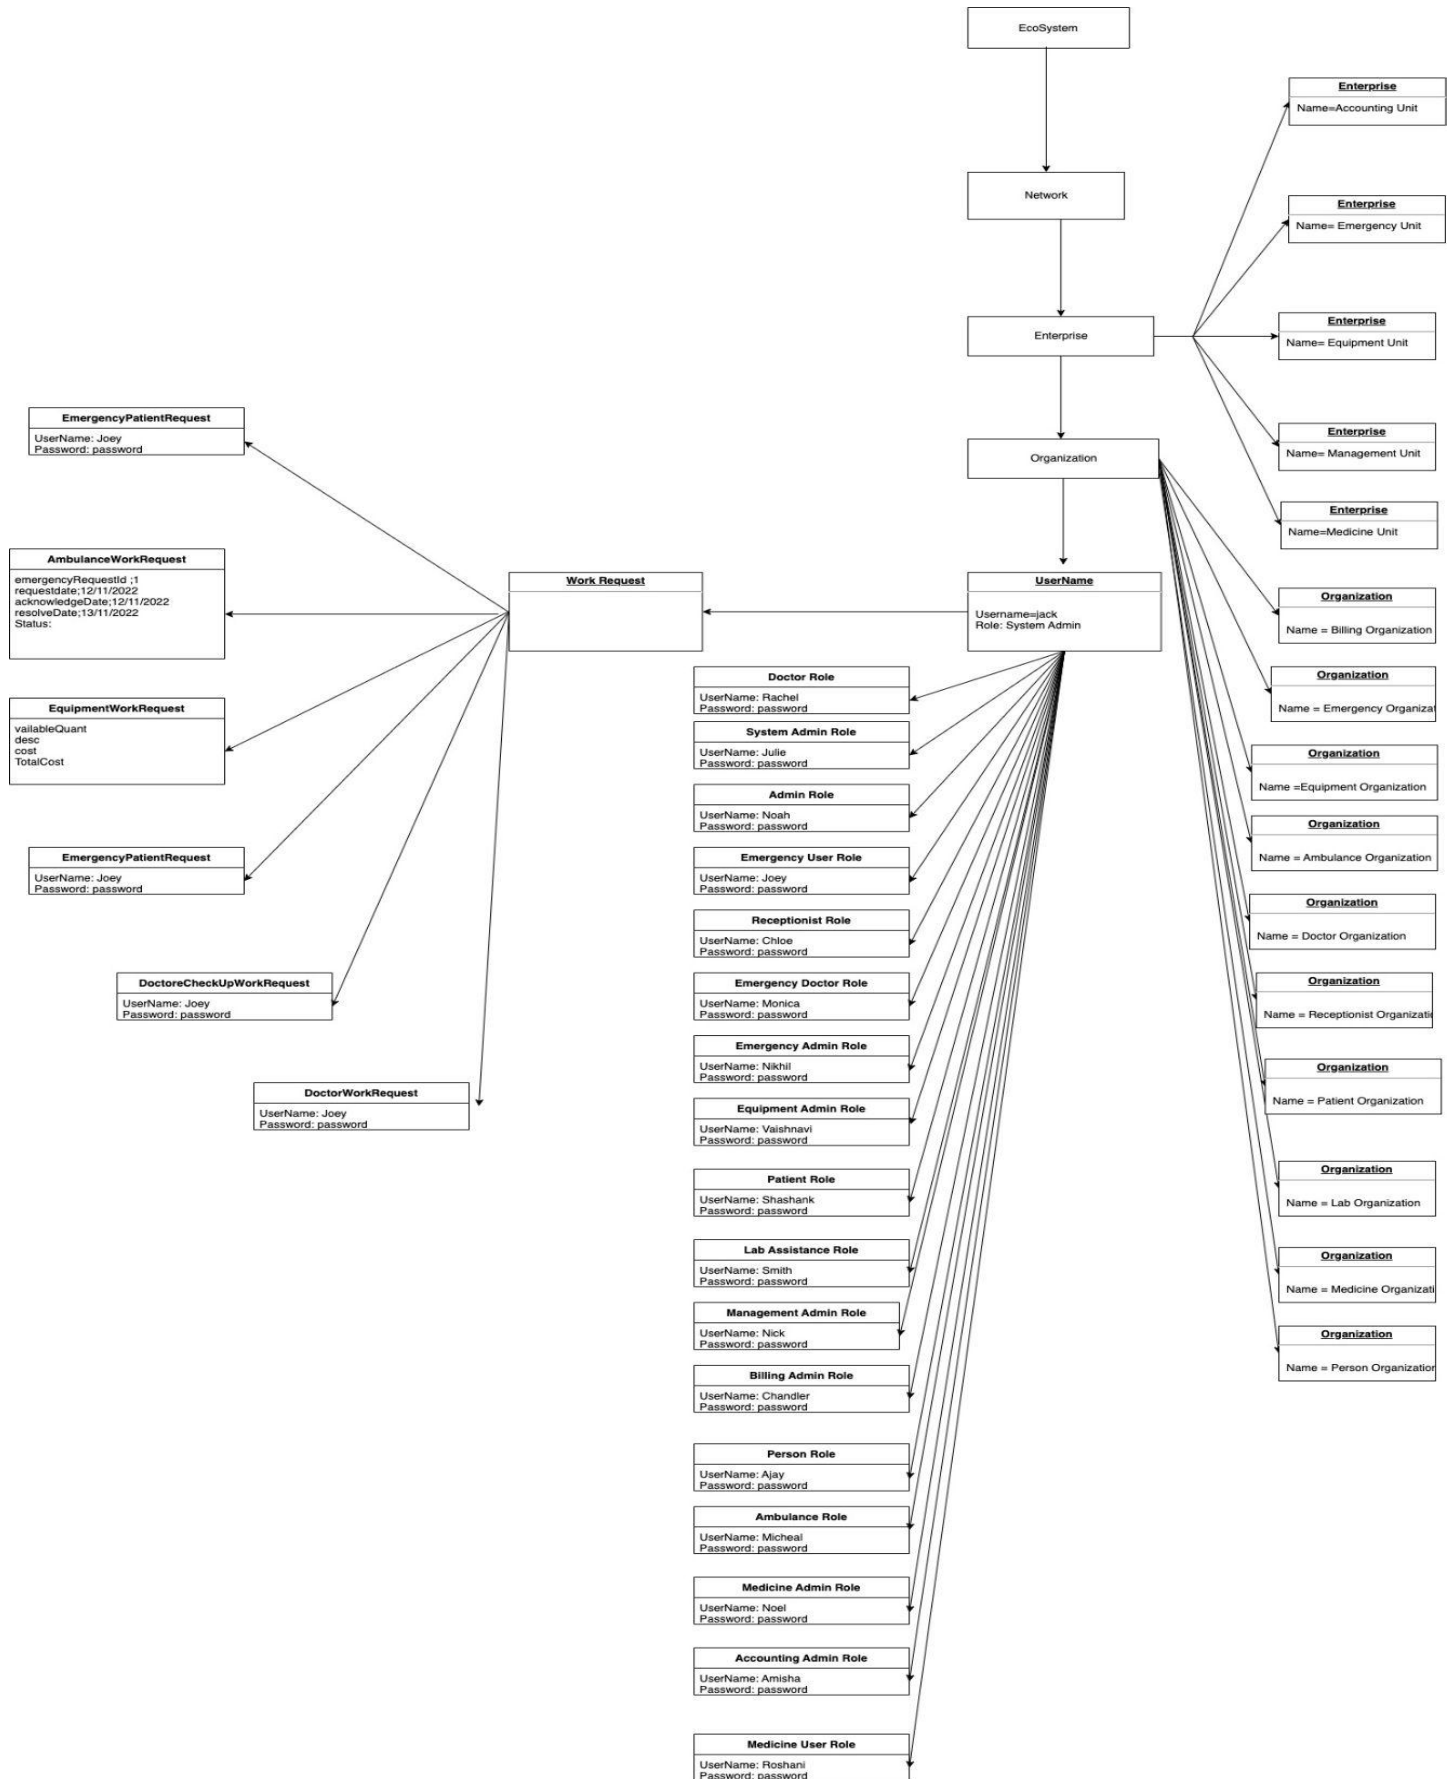 EcoSystem
Network
Enterprise
Organization
Enterprise
Name=Accounting Unit
Enterprise
Name= Emergency Unit
Enterprise
Name= Equipment Unit
Enterprise
Name= Management Unit
Enterprise
Name=Medicine Unit
Organization
Name = Billing Organization
Organization
Name = Emergency Organizat
Organization
Name =Equipment Organization
Organization
Name = Ambulance Organization
Organization
Name = Doctor Organization
Organization
Name = Receptionist Organizati
Organization
Name = Patient Organization
Organization
Name = Lab Organization
Organization
Name = Medicine Organizati
Organization
Name = Person Organization
UserName
Username=jack
Role: System Admin
Work Request
EmergencyPatientRequest
UserName: Joey
Password: password
AmbulanceWorkRequest
emergencyRequestId ;1
requestdate;12/11/2022
acknowledgeDate;12/11/2022
resolveDate;13/11/2022
Status:
EquipmentWorkRequest
vailableQuant
desc
cost
TotalCost
EmergencyPatientRequest
UserName: Joey
Password: password
DoctoreCheckUpWorkRequest
UserName: Joey
Password: password
DoctorWorkRequest
UserName: Joey
Password: password
Doctor Role
UserName: Rachel
Password: password
System Admin Role
UserName: Julie
Password: password
Admin Role
UserName: Noah
Password: password
Emergency User Role
UserName: Joey
Password: password
Receptionist Role
UserName: Chloe
Password: password
Emergency Doctor Role
UserName: Monica
Password: password
Emergency Admin Role
UserName: Nikhil
Password: password
Equipment Admin Role
UserName: Vaishnavi
Password: password
Patient Role
UserName: Shashank
Password: password
Lab Assistance Role
UserName: Smith
Password: password
Management Admin Role
UserName: Nick
Password: password
Billing Admin Role
UserName: Chandler
Password: password
Person Role
UserName: Ajay
Password: password
Ambulance Role
UserName: Micheal
Password: password
Medicine Admin Role
UserName: Noel
Password: password
Accounting Admin Role
UserName: Amisha
Password: password
Medicine User Role
UserName: Roshani
Password: password